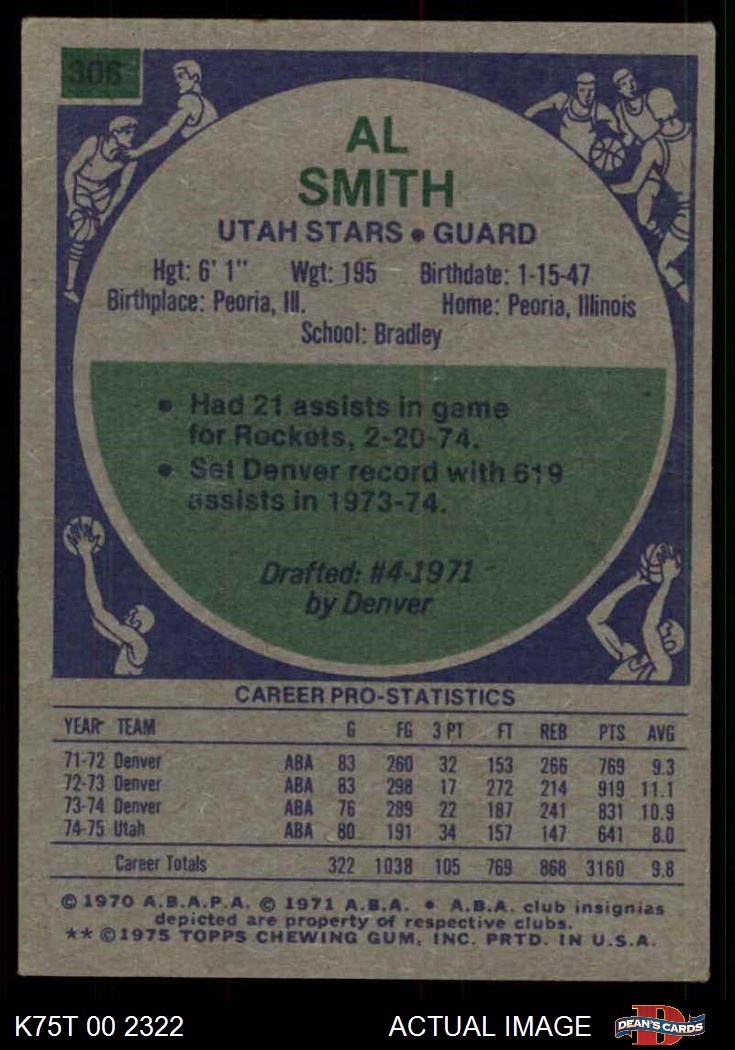 306
AL
SMITH
UTAH STARS • GUARD
Hgt: 6' 1" Wgt: 195 Birthdate: 1-15-47
Birthplace: Peoria, Ill. Home: Peoria, Illinois
School: Bradley
• Had 21 assists in game
for Rockets, 2-20-74.
• Set Denver record with 619
assists in 1973-74.
Drafted: #4-1971
by Denver
CAREER PRO-STATISTICS
YEAR TEAM G FG 3 PT FT REB PTS AVG
71-72 Denver ABA 83 260 32 153 266 769 9.3
72-73 Denver ABA 83 298 17 272 214 919 11.1
73-74 Denver ABA 76 289 22 187 241 831 10.9
74-75 Utah ABA 80 191 34 157 147 641 8.0
Career Totals 322 1038 105 769 868 3160 9.8
© 1970 A.B.A.P.A. © 1971 A.B.A. • A.B.A. club insignias
depicted are property of respective clubs.
** ©1975 TOPPS CHEWING GUM, INC. PRTD. IN U.S.A.
K75T 00 2322 ACTUAL IMAGE D DEAN'S CARDS